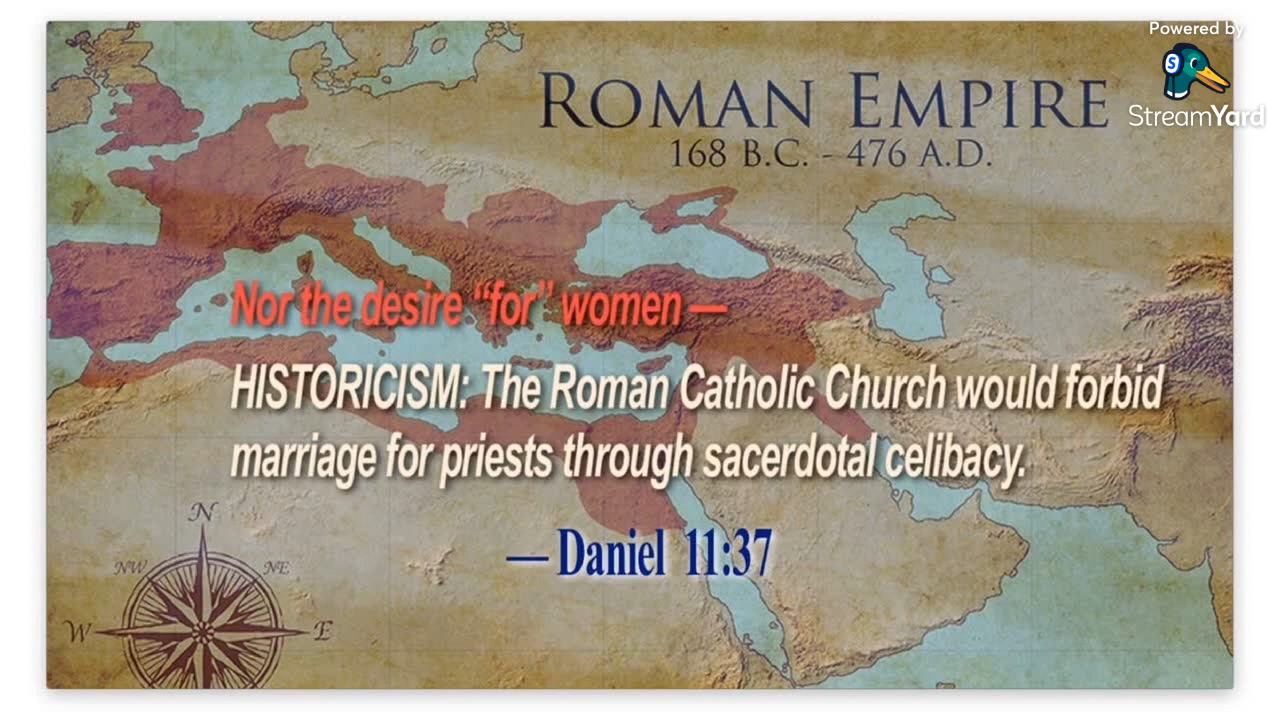 Powered by
StreamYard
ROMAN EMPIRE
168 B.C. - 476 A.D.
Nor the desire “for” women —
HISTORICISM: The Roman Catholic Church would forbid
marriage for priests through sacerdotal celibacy.
— Daniel 11:37
N
NW NE
W E